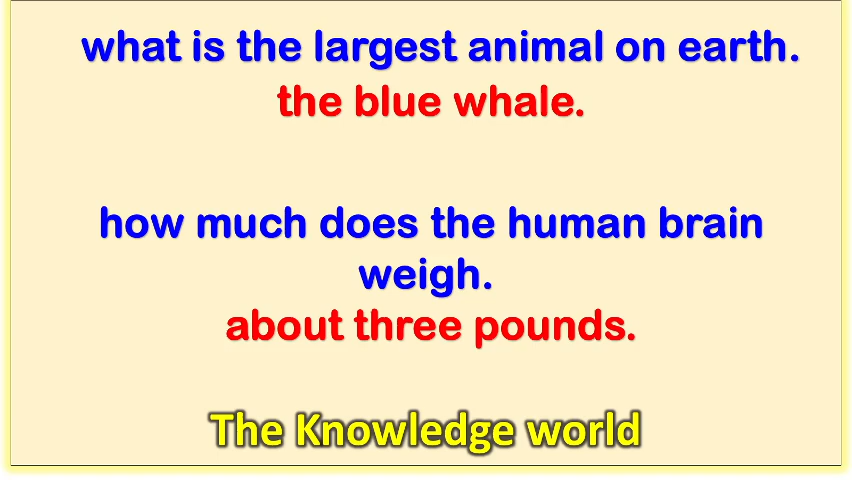 what is the largest animal on earth.
the blue whale.
how much does the human brain
weigh.
about three pounds.
The Knowledge world